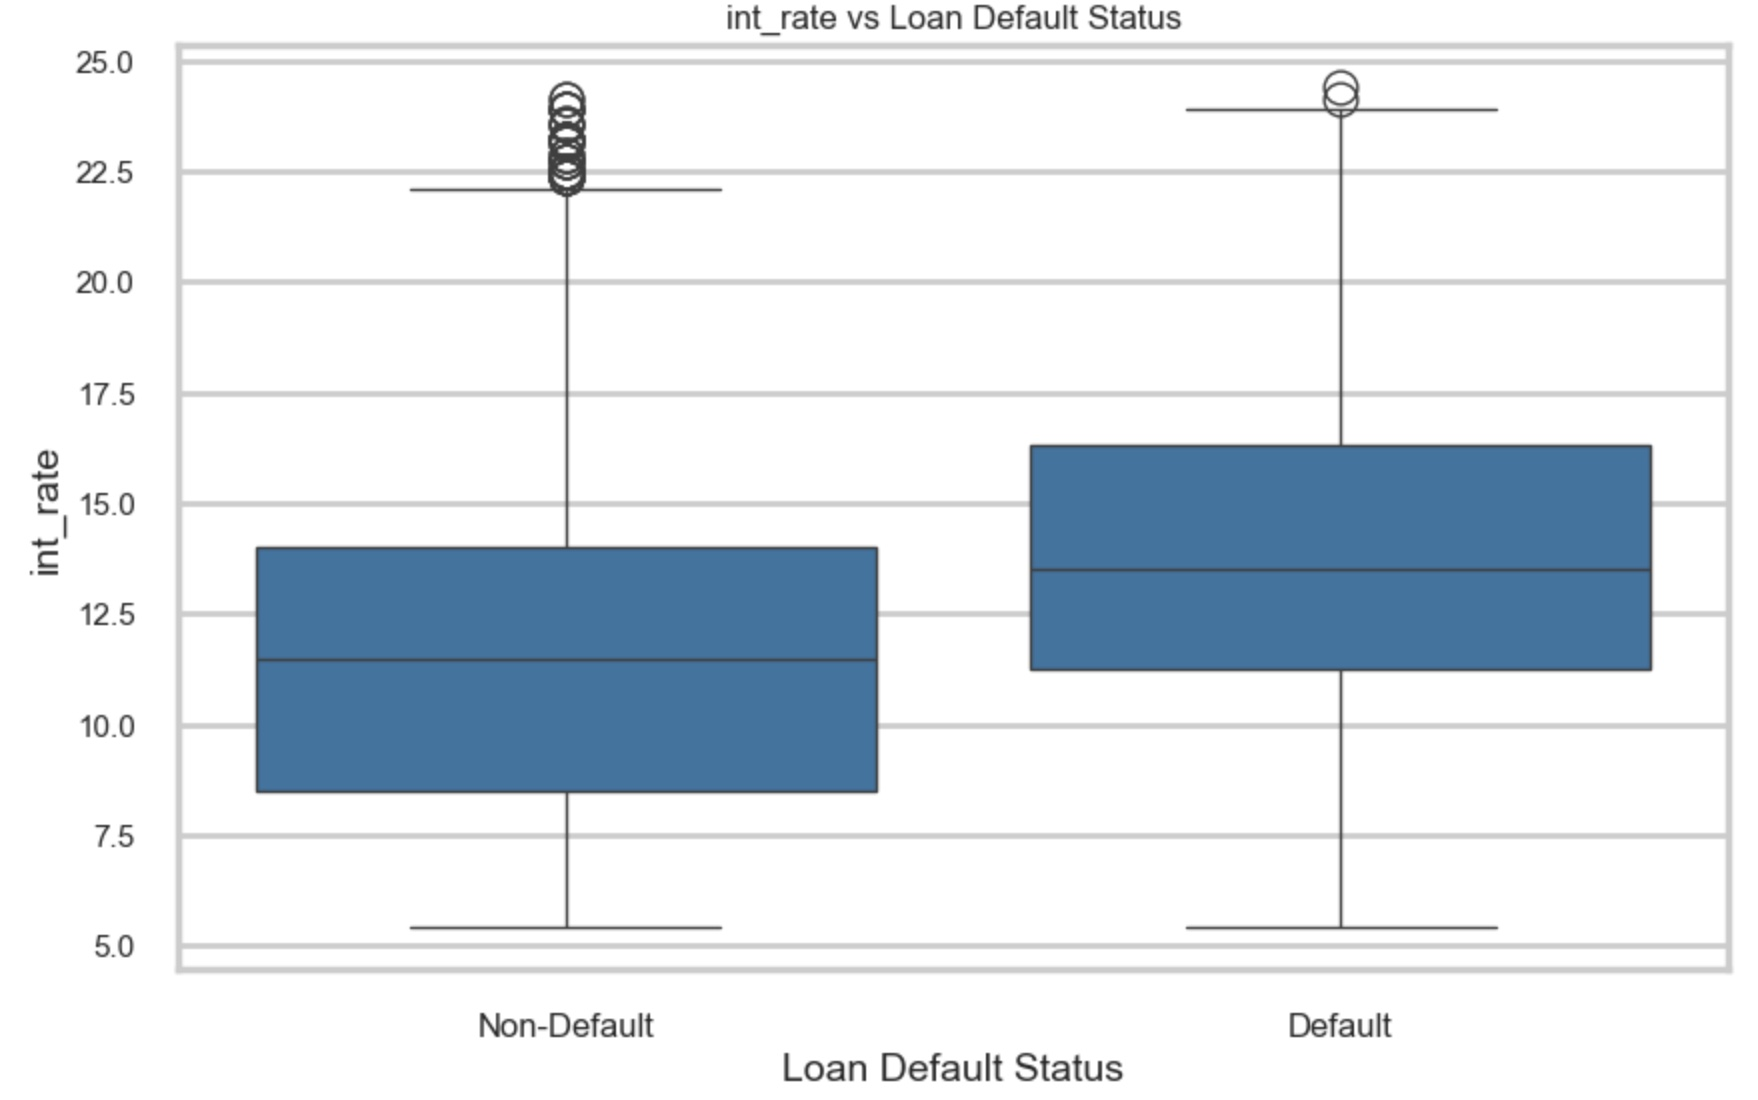 int_rate vs Loan Default Status
25.0
22.5
20.0
17.5
15.0
12.5
10.0
7.5
5.0
int_rate
Non-Default Default
Loan Default Status